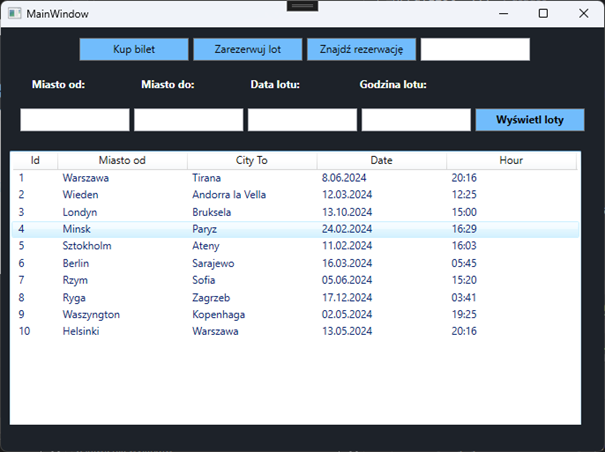 MainWindow
Kup bilet Zarezerwuj lot Znajdź rezerwację
Miasto od: Miasto do: Data lotu: Godzina lotu:
Wyświetl loty
Id Miasto od City To Date Hour
1 Warszawa Tirana 8.06.2024 20:16
2 Wieden Andorra la Vella 12.03.2024 12:25
3 Londyn Bruksela 13.10.2024 15:00
4 Minsk Paryz 24.02.2024 16:29
5 Sztokholm Ateny 11.02.2024 16:03
6 Berlin Sarajewo 16.03.2024 05:45
7 Rzym Sofia 05.06.2024 15:20
8 Ryga Zagrzeb 17.12.2024 03:41
9 Waszyngton Kopenhaga 02.05.2024 19:25
10 Helsinki Warszawa 13.05.2024 20:16